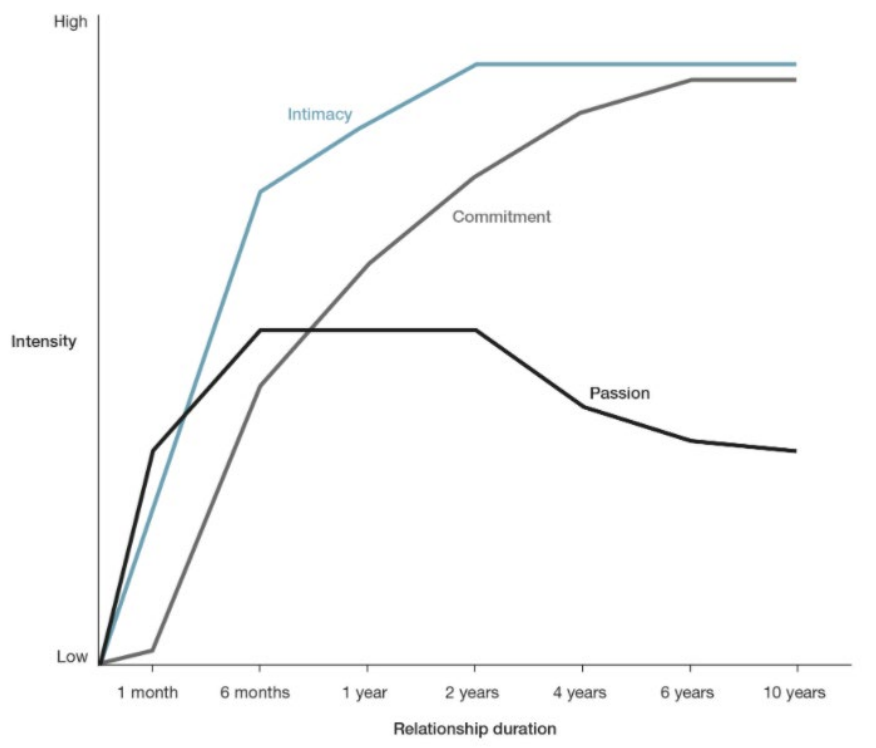 High
Intimacy
Commitment
Intensity
Passion
Low
1 month 6 months 1 year 2 years 4 years 6 years 10 years
Relationship duration